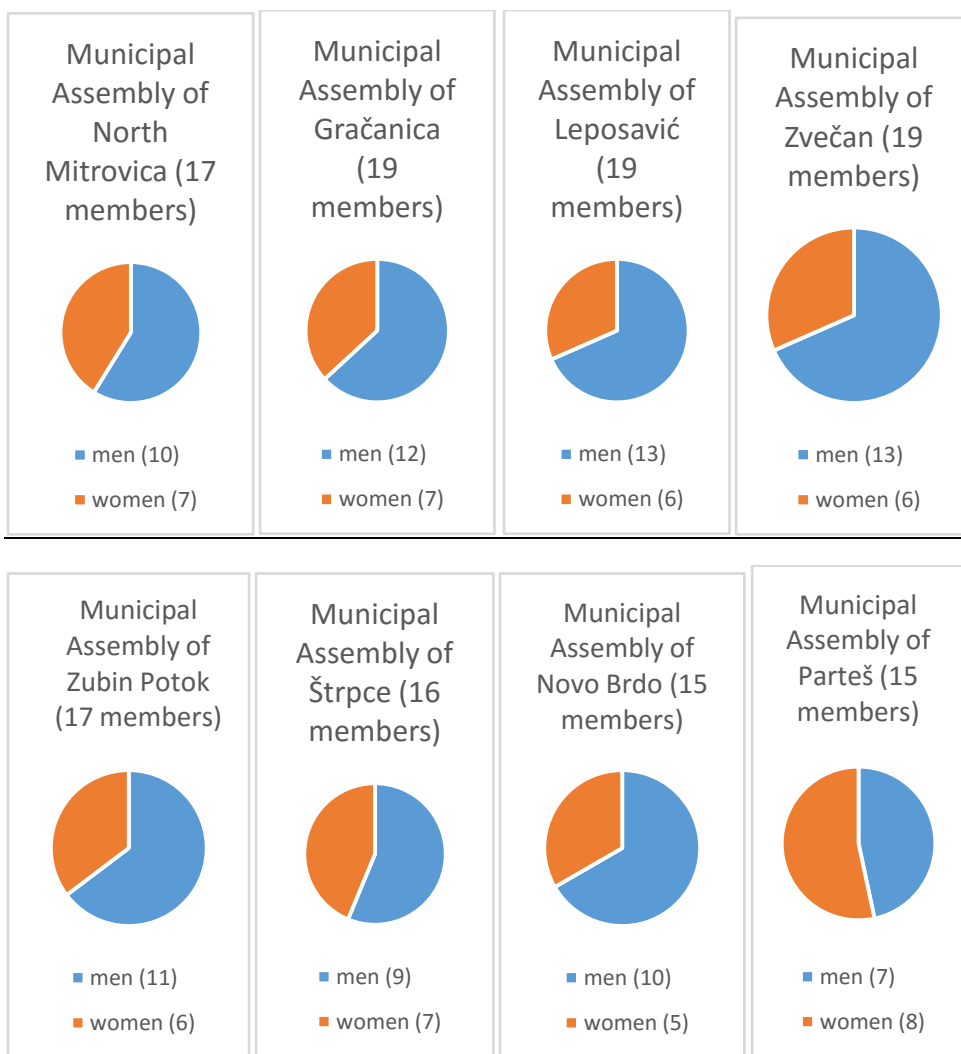 Municipal
Assembly of
North
Mitrovica (17
members)
men (10)
women (7)
Municipal
Assembly of
Gračanica
(19
members)
men (12)
women (7)
Municipal
Assembly of
Leposavić
(19
members)
men (13)
women (6)
Municipal
Assembly of
Zvečan (19
members)
men (13)
women (6)
Municipal
Assembly of
Zubin Potok
(17 members)
men (11)
women (6)
Municipal
Assembly of
Štrpce (16
members)
men (9)
women (7)
Municipal
Assembly of
Novo Brdo (15
members)
men (10)
women (5)
Municipal
Assembly of
Parteš (15
members)
men (7)
women (8)